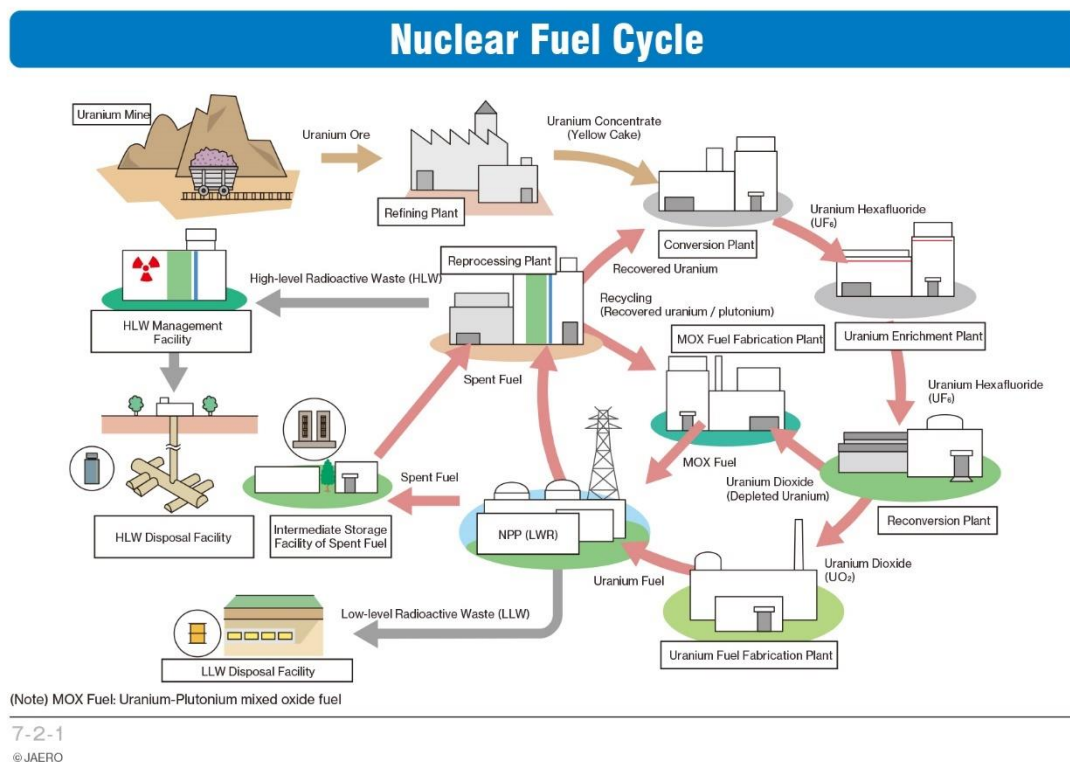 Nuclear Fuel Cycle
Uranium Mine
Uranium Ore
Refining Plant
Uranium Concentrate
(Yellow Cake)
Conversion Plant
Uranium Hexafluoride
(UF₆)
Uranium Enrichment Plant
Reprocessing Plant
Recovered Uranium
High-level Radioactive Waste (HLW)
HLW Management
Facility
Recycling
(Recovered uranium / plutonium)
MOX Fuel Fabrication Plant
Uranium Hexafluoride
(UF₆)
Spent Fuel
MOX Fuel
Uranium Dioxide
(Depleted Uranium)
Reconversion Plant
HLW Disposal Facility
Spent Fuel
Intermediate Storage
Facility of Spent Fuel
NPP (LWR)
Uranium Fuel
Uranium Dioxide
(UO₂)
Uranium Fuel Fabrication Plant
Low-level Radioactive Waste (LLW)
LLW Disposal Facility
(Note) MOX Fuel: Uranium-Plutonium mixed oxide fuel
7-2-1
©JAERO